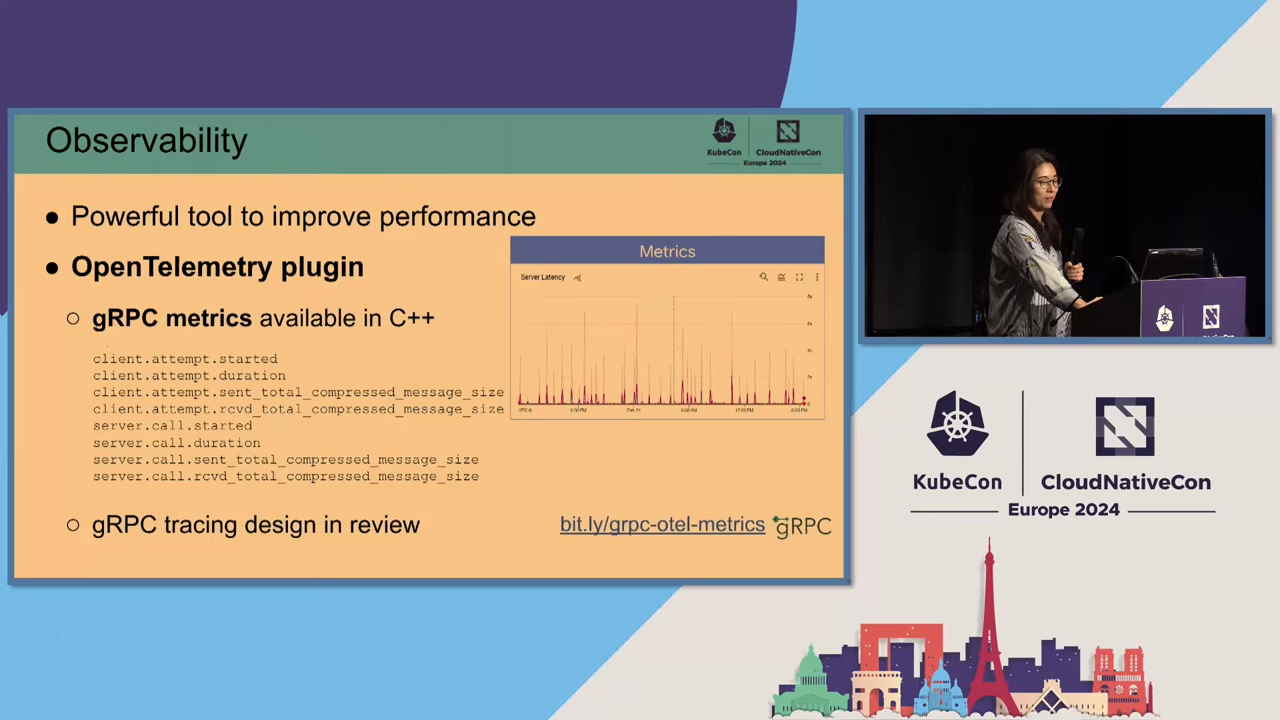 Observability
KubeCon
CloudNativeCon
Europe 2024
● Powerful tool to improve performance
● OpenTelemetry plugin
○ gRPC metrics available in C++
client.attempt.started
client.attempt.duration
client.attempt.sent_total_compressed_message_size
client.attempt.rcvd_total_compressed_message_size
server.call.started
server.call.duration
server.call.sent_total_compressed_message_size
server.call.rcvd_total_compressed_message_size
○ gRPC tracing design in review
Metrics
Server Latency
bit.ly/grpc-otel-metrics
gRPC
KubeCon
CloudNativeCon
Europe 2024